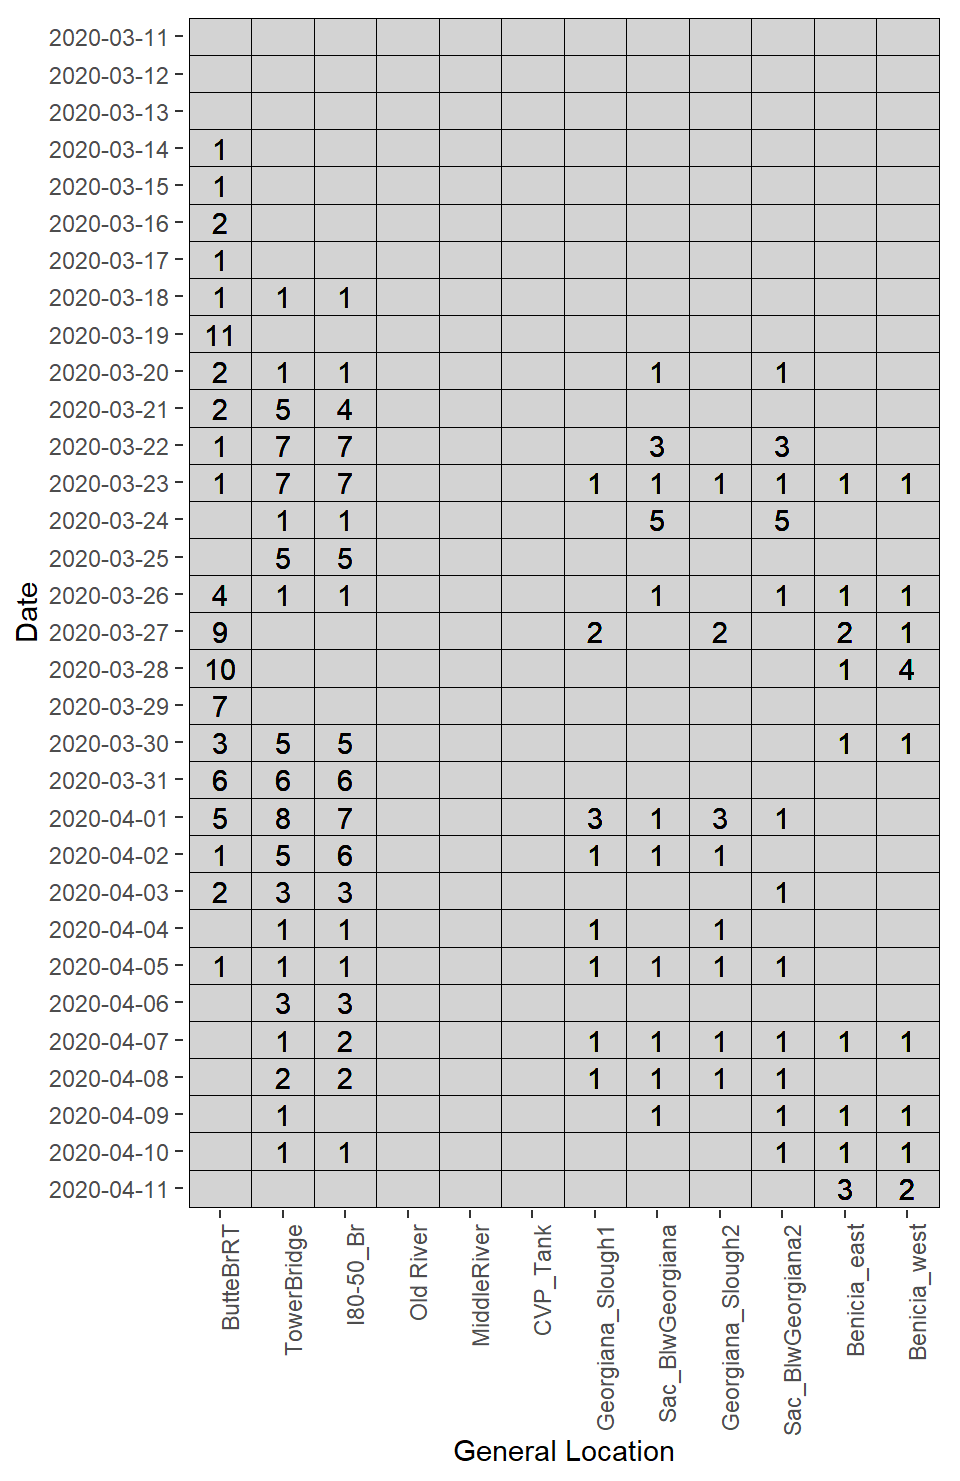 2020-03-11
2020-03-12
2020-03-13
2020-03-14 1
2020-03-15 1
2020-03-16 2
2020-03-17 1
2020-03-18 1 1 1
2020-03-19 11
2020-03-20 2 1 1 1 1
2020-03-21 2 5 4
2020-03-22 1 7 7 3 3
2020-03-23 1 7 7 1 1 1 1 1 1
2020-03-24 1 1 5 5
2020-03-25 5 5
2020-03-26 4 1 1 1 1 1 1
2020-03-27 9 2 2 2 1
2020-03-28 10 1 4
2020-03-29 7
2020-03-30 3 5 5 1 1
2020-03-31 6 6 6
2020-04-01 5 8 7 3 1 3 1
2020-04-02 1 5 6 1 1 1
2020-04-03 2 3 3 1
2020-04-04 1 1 1 1
2020-04-05 1 1 1 1 1 1 1
2020-04-06 3 3
2020-04-07 1 2 1 1 1 1 1 1
2020-04-08 2 2 1 1 1 1
2020-04-09 1 1 1 1 1
2020-04-10 1 1 1 1 1
2020-04-11 3 2
Date
ButteBrRT
TowerBridge
I80-50_Br
Old River
MiddleRiver
CVP_Tank
Georgiana_Slough1
Sac_BlwGeorgiana
Georgiana_Slough2
Sac_BlwGeorgiana2
Benicia_east
Benicia_west
General Location